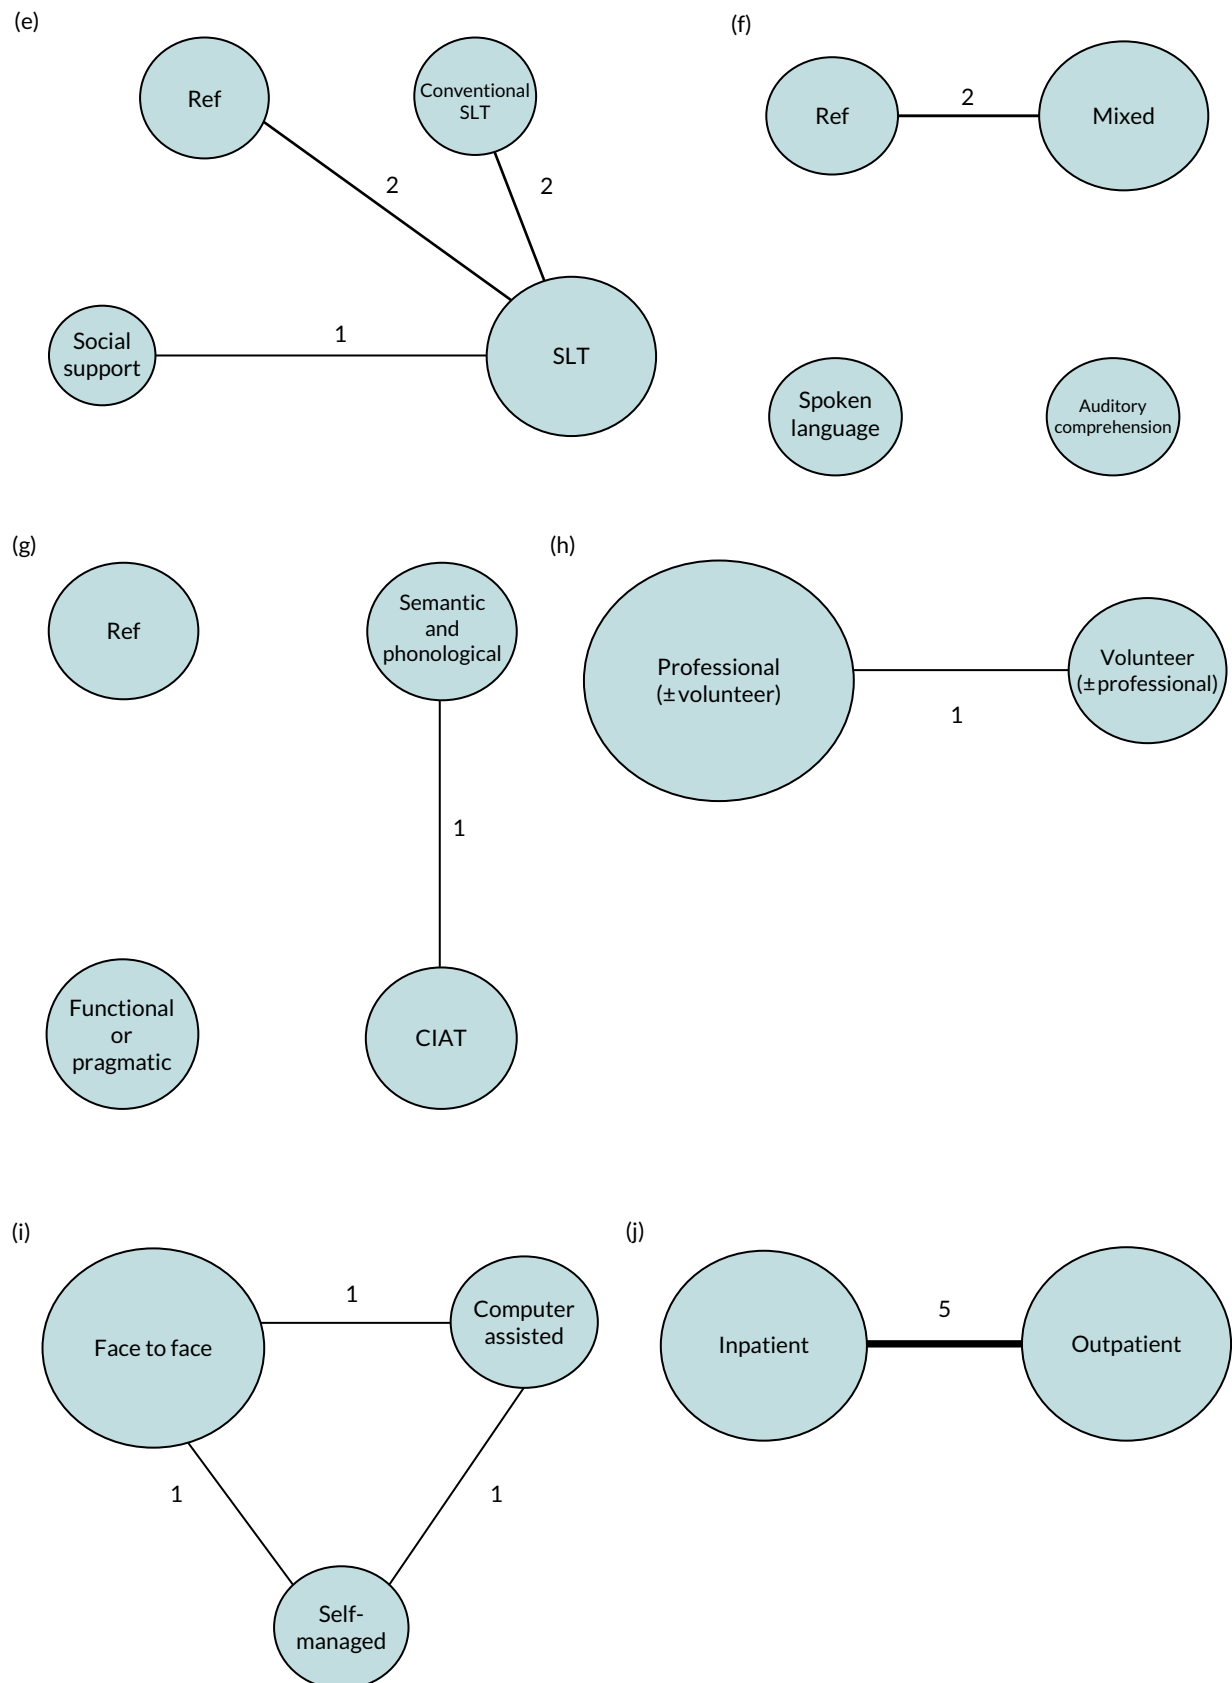 (e)
Ref
Conventional
SLT
2
2
Social
support
1
SLT
(f)
Ref
2
Mixed
Spoken
language
Auditory
comprehension
(g)
Ref
Semantic
and
phonological
1
Functional
or
pragmatic
CIAT
(h)
Professional
(±volunteer)
1
Volunteer
(±professional)
(i)
Face to face
1
Computer
assisted
1
1
Self-
managed
(j)
Inpatient
5
Outpatient